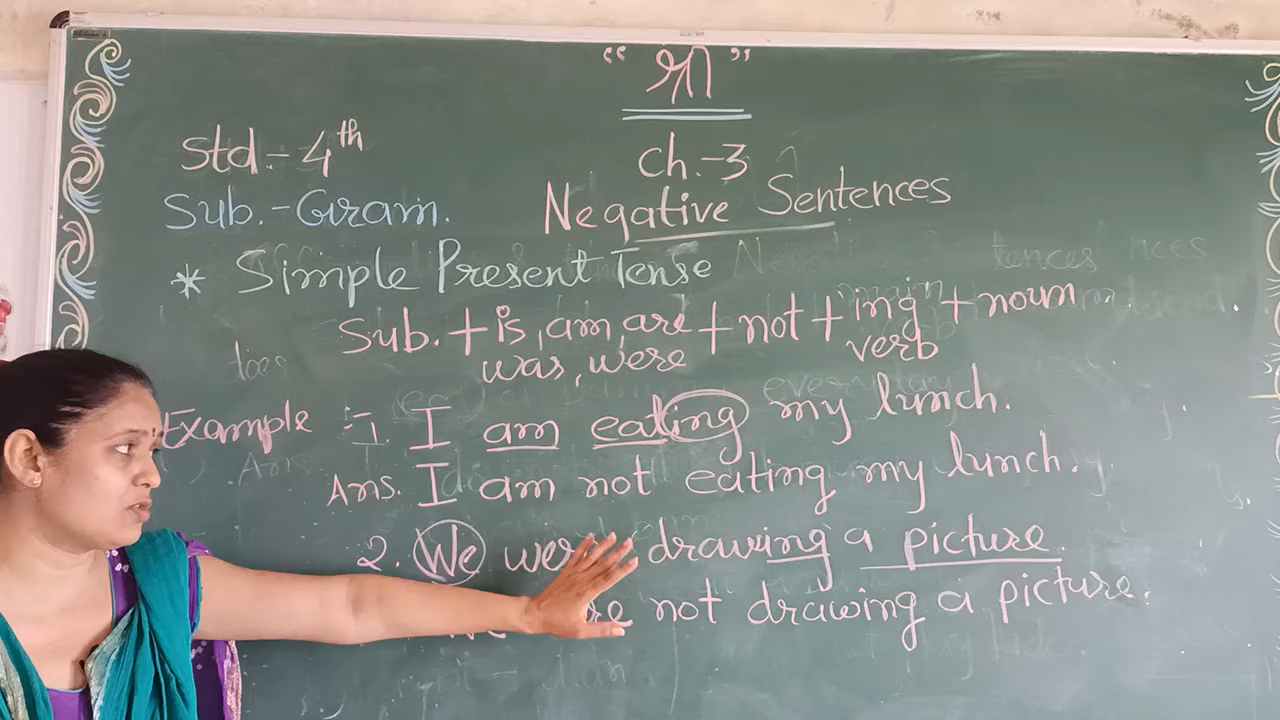 “ श्री ”
Std :- 4th
Ch.-3
Sub.-Gram.
Negative Sentences
* Simple Present Tense
Sub. + is, am, are + not + ing + noun
was, were verb
Example :- 1. I am eating my lunch.
Ans. I am not eating my lunch.
2. We were drawing a picture.
not drawing a picture.